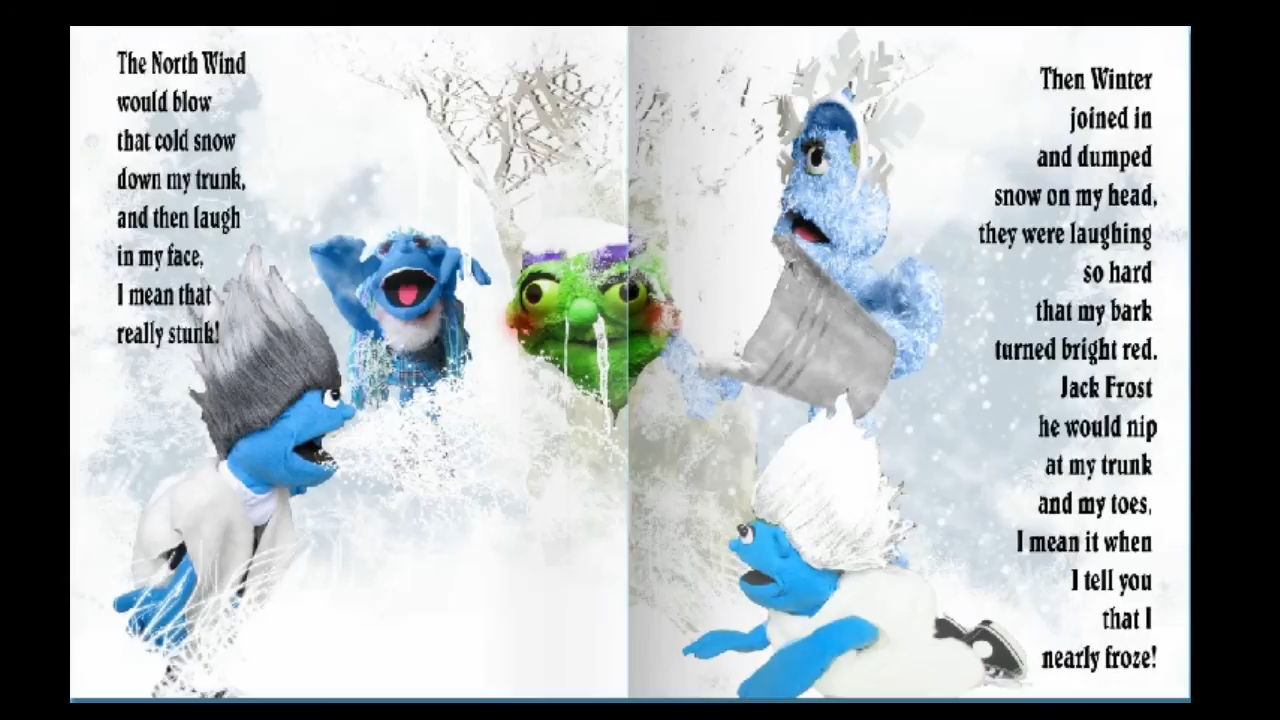 The North Wind
would blow
that cold snow
down my trunk,
and then laugh
in my face,
I mean that
really stunk!
Then Winter
joined in
and dumped
snow on my head,
they were laughing
so hard
that my bark
turned bright red.
Jack Frost
he would nip
at my trunk
and my toes,
I mean it when
I tell you
that I
nearly froze!